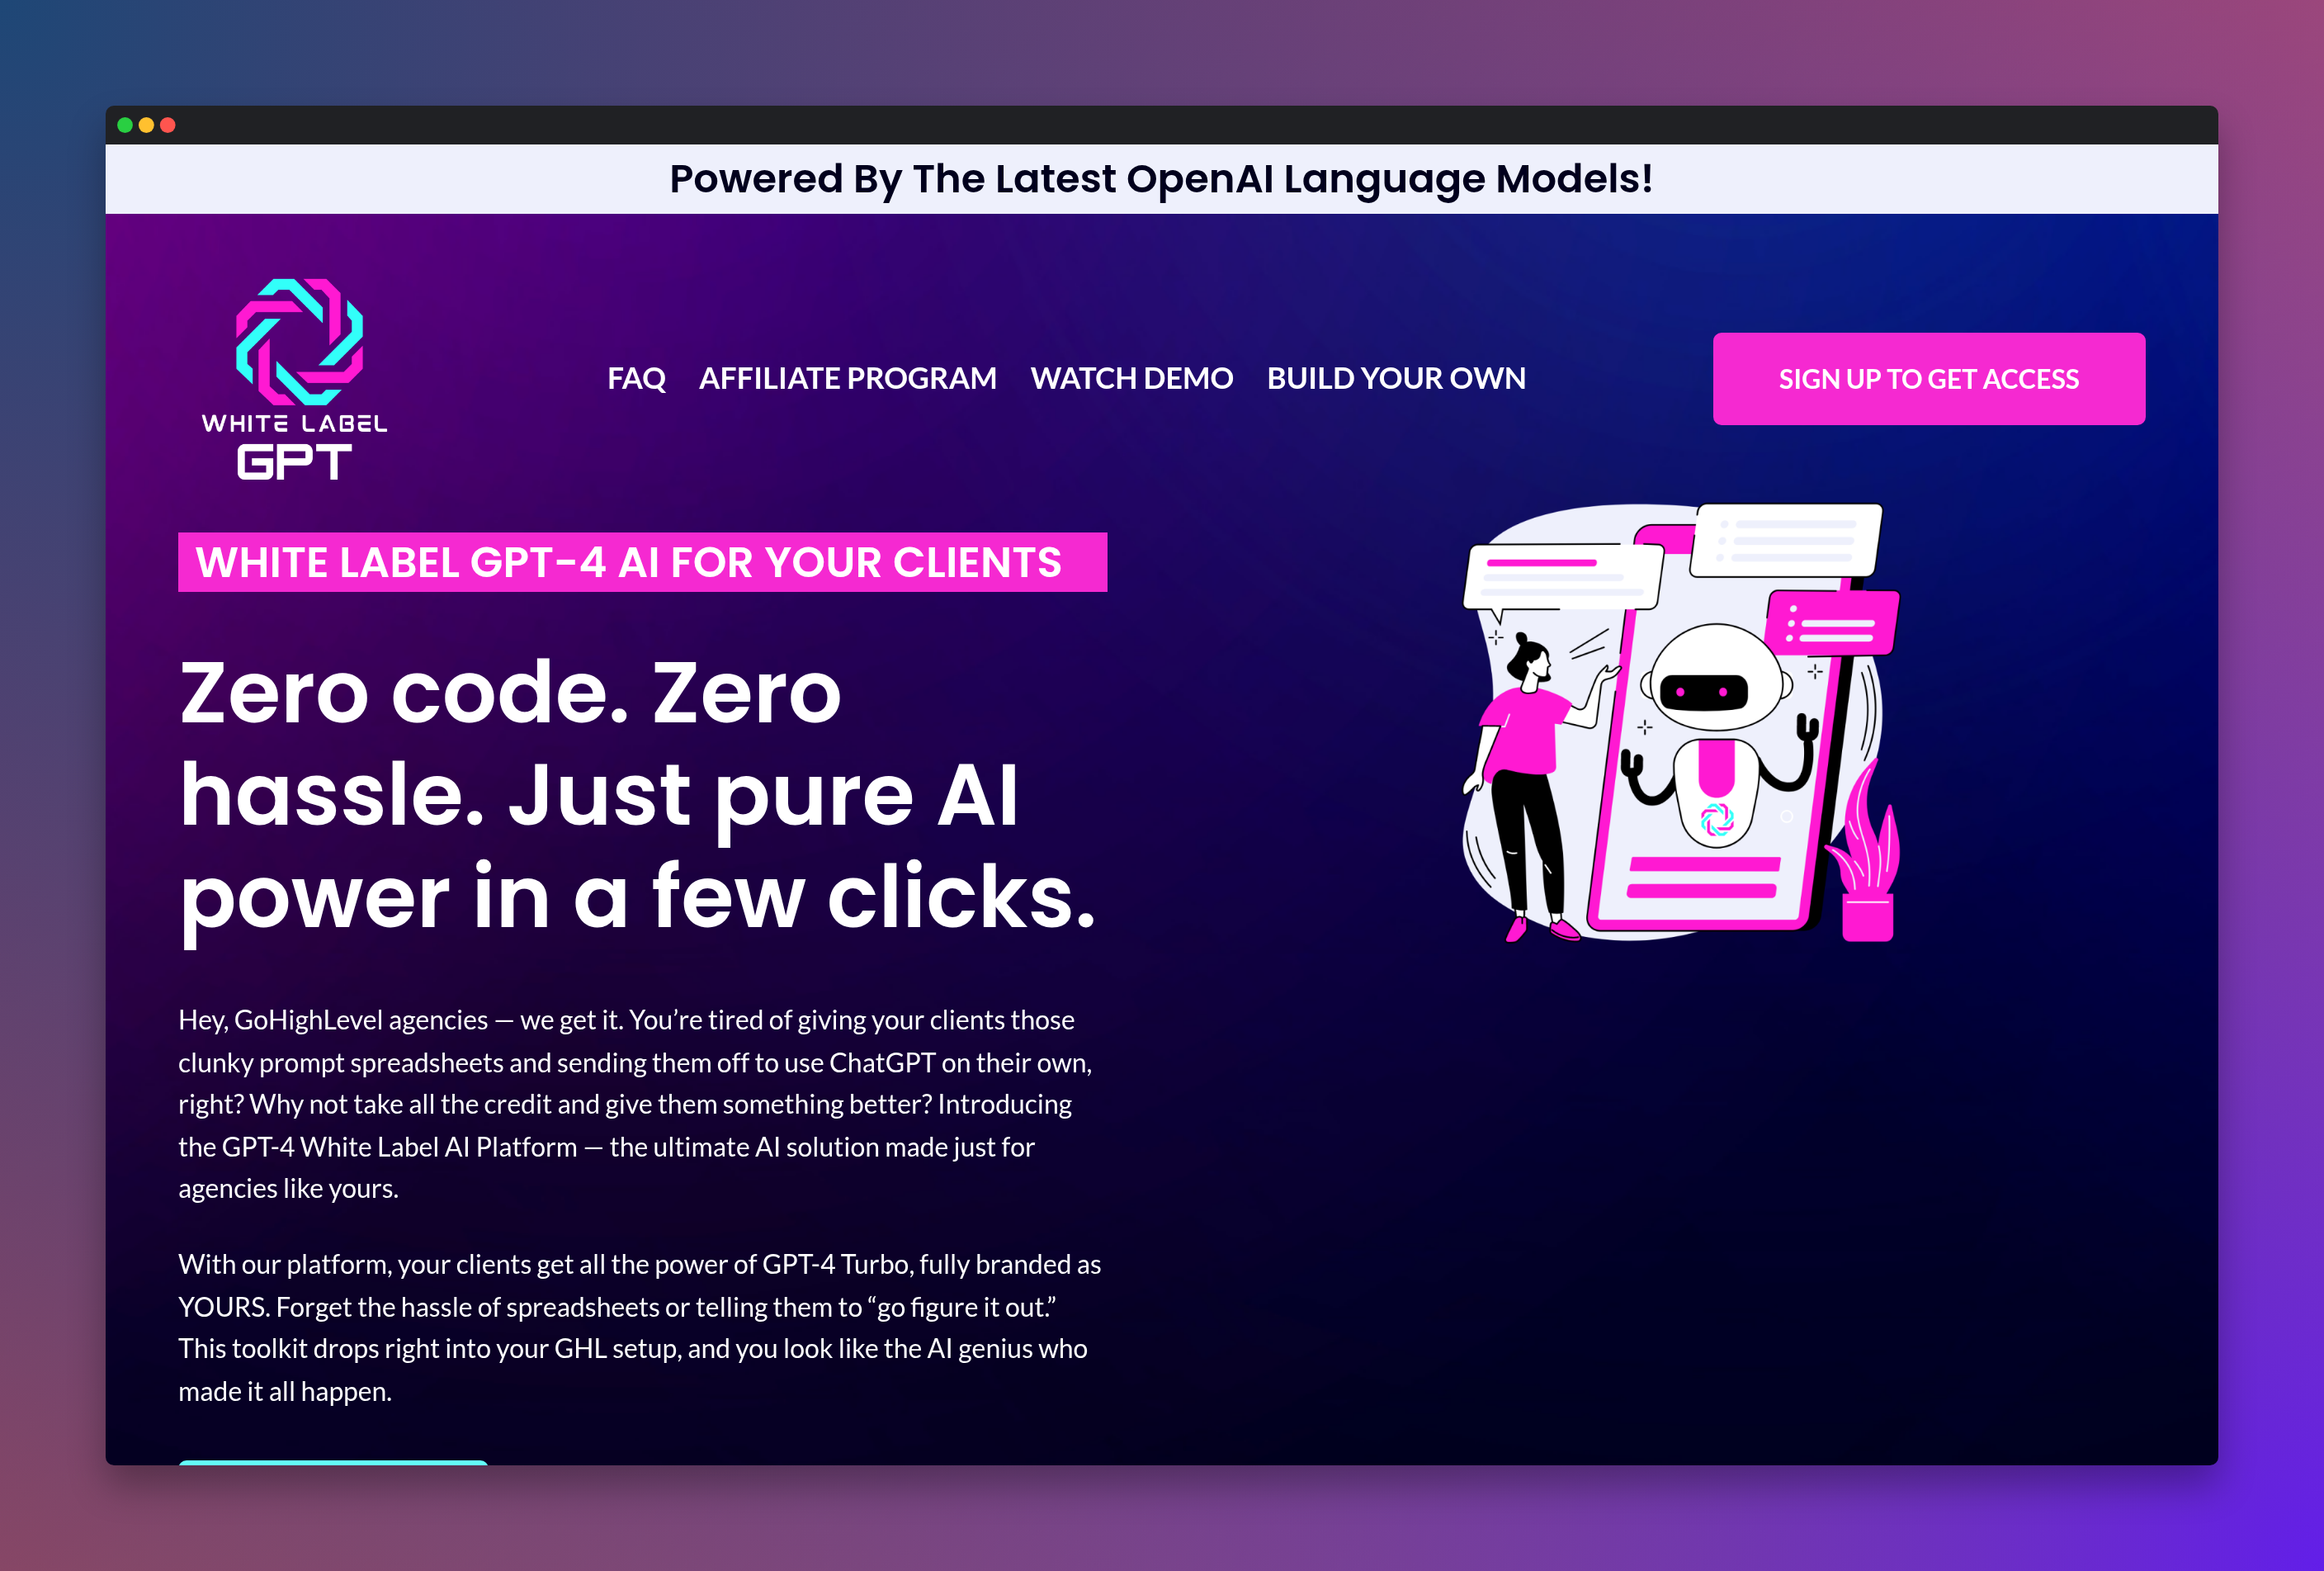 Powered By The Latest OpenAI Language Models!
WHITE LABEL
GPT
FAQ AFFILIATE PROGRAM WATCH DEMO BUILD YOUR OWN
SIGN UP TO GET ACCESS
WHITE LABEL GPT-4 AI FOR YOUR CLIENTS
Zero code. Zero
hassle. Just pure AI
power in a few clicks.
Hey, GoHighLevel agencies — we get it. You’re tired of giving your clients those
clunky prompt spreadsheets and sending them off to use ChatGPT on their own,
right? Why not take all the credit and give them something better? Introducing
the GPT-4 White Label AI Platform — the ultimate AI solution made just for
agencies like yours.
With our platform, your clients get all the power of GPT-4 Turbo, fully branded as
YOURS. Forget the hassle of spreadsheets or telling them to “go figure it out.”
This toolkit drops right into your GHL setup, and you look like the AI genius who
made it all happen.